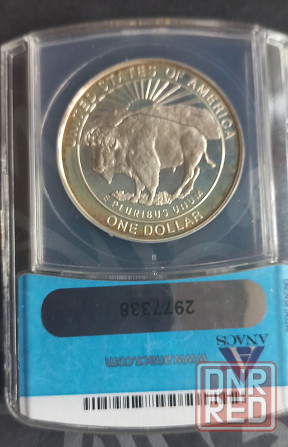 UNITED STATES OF AMERICA
E PLURIBUS UNUM
ONE DOLLAR
2977338
www.anacs.com
ANACS
DNR
RED